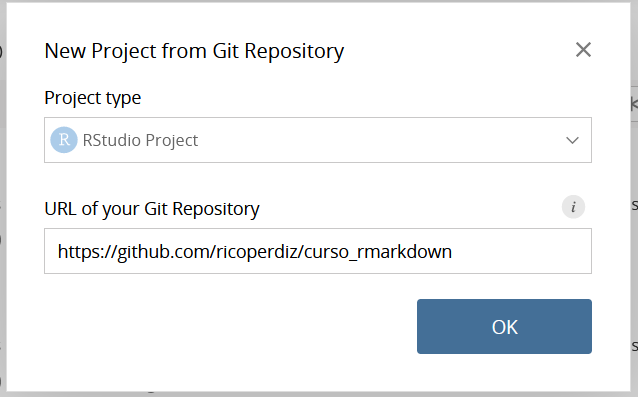 New Project from Git Repository
Project type
R RStudio Project
URL of your Git Repository
i
https://github.com/ricoperdiz/curso_rmarkdown
OK